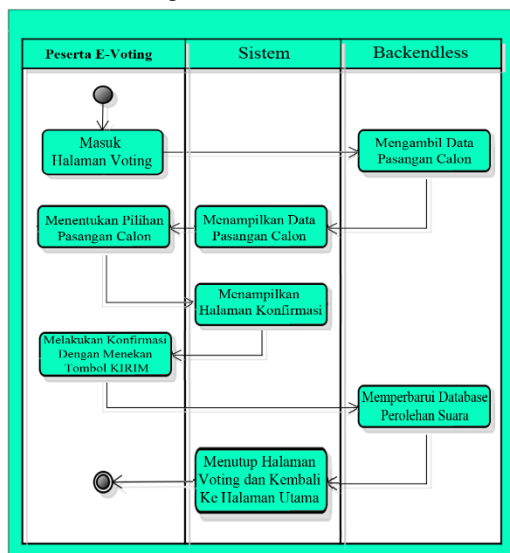 Peserta E-Voting
Sistem
Backendless
Masuk
Halaman Voting
Mengambil Data
Pasangan Calon
Menentukan Pilihan
Pasangan Calon
Menampilkan Data
Pasangan Calon
Menampilkan
Halaman Konfirmasi
Melakukan Konfirmasi
Dengan Menekan
Tombol KIRIM
Memperbarui Database
Perolehan Suara
Menutup Halaman
Voting dan Kembali
Ke Halaman Utama